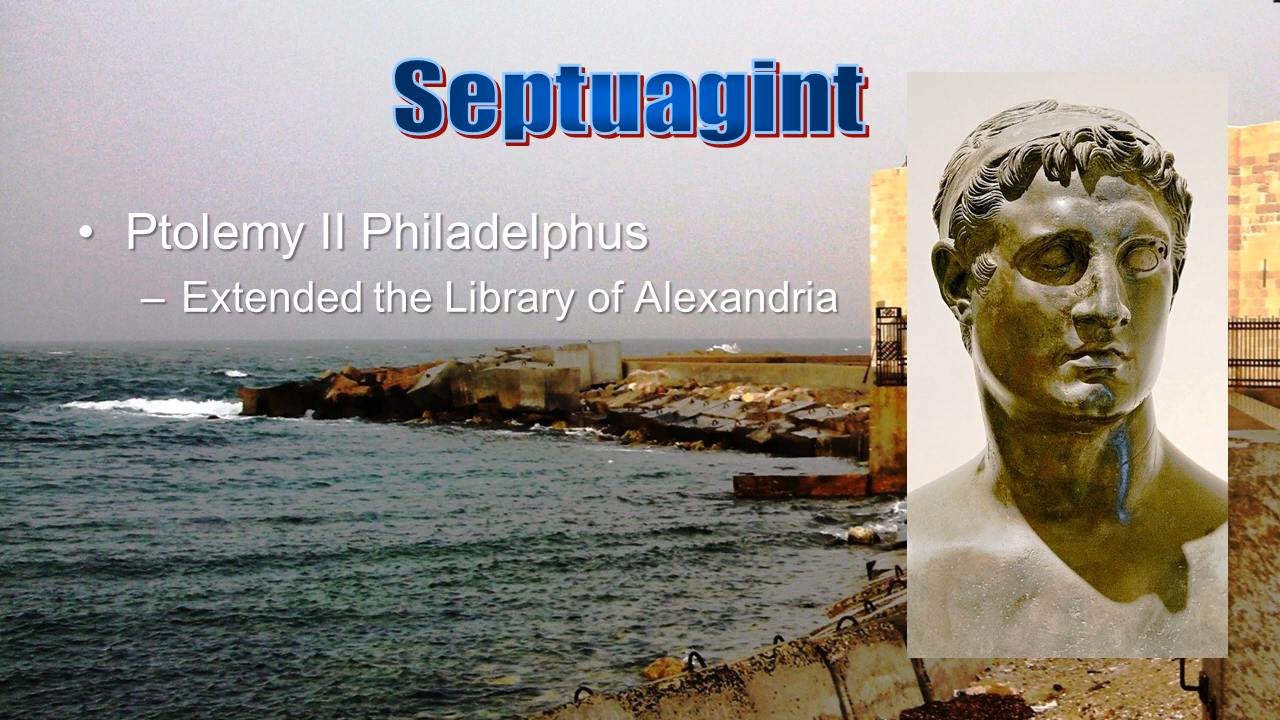 Septuagint
• Ptolemy II Philadelphus
– Extended the Library of Alexandria